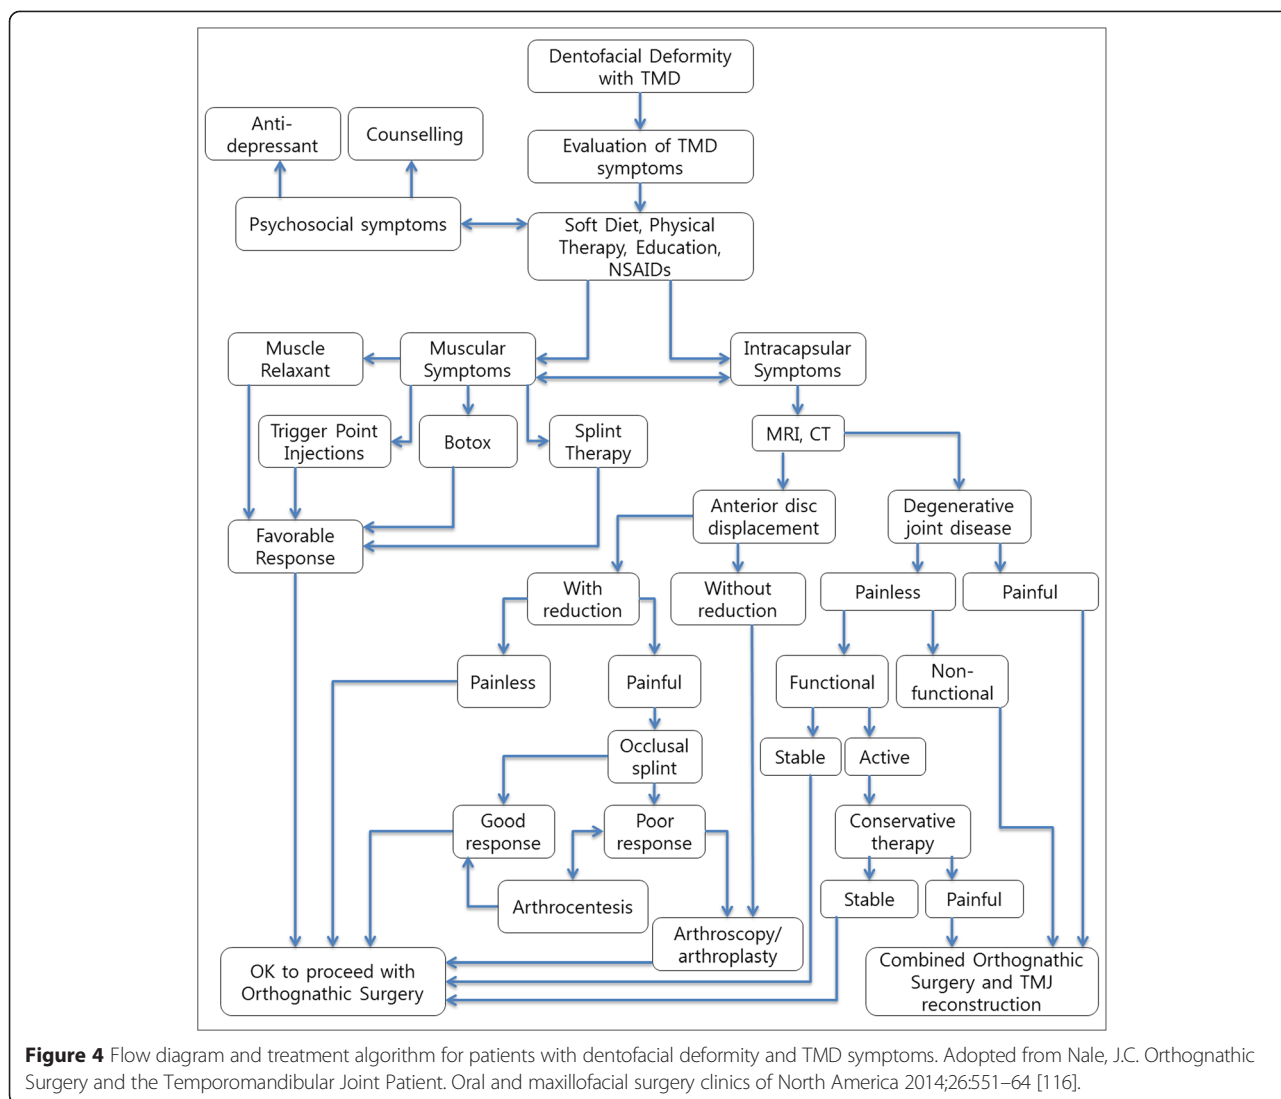 Dentofacial Deformity
with TMD
Anti-
depressant
Counselling
Evaluation of TMD
symptoms
Psychosocial symptoms
Soft Diet, Physical
Therapy, Education,
NSAIDs
Muscle
Relaxant
Muscular
Symptoms
Intracapsular
Symptoms
Trigger Point
Injections
Botox
Splint
Therapy
MRI, CT
Anterior disc
displacement
Degenerative
joint disease
Favorable
Response
With
reduction
Without
reduction
Painless
Painful
Painless
Painful
Functional
Non-
functional
Occlusal
splint
Stable
Active
Good
response
Poor
response
Conservative
therapy
Arthrocentesis
Stable
Painful
Arthroscopy/
arthroplasty
OK to proceed with
Orthognathic Surgery
Combined Orthognathic
Surgery and TMJ
reconstruction
Figure 4 Flow diagram and treatment algorithm for patients with dentofacial deformity and TMD symptoms. Adopted from Nale, J.C. Orthognathic
Surgery and the Temporomandibular Joint Patient. Oral and maxillofacial surgery clinics of North America 2014;26:551–64 [116].